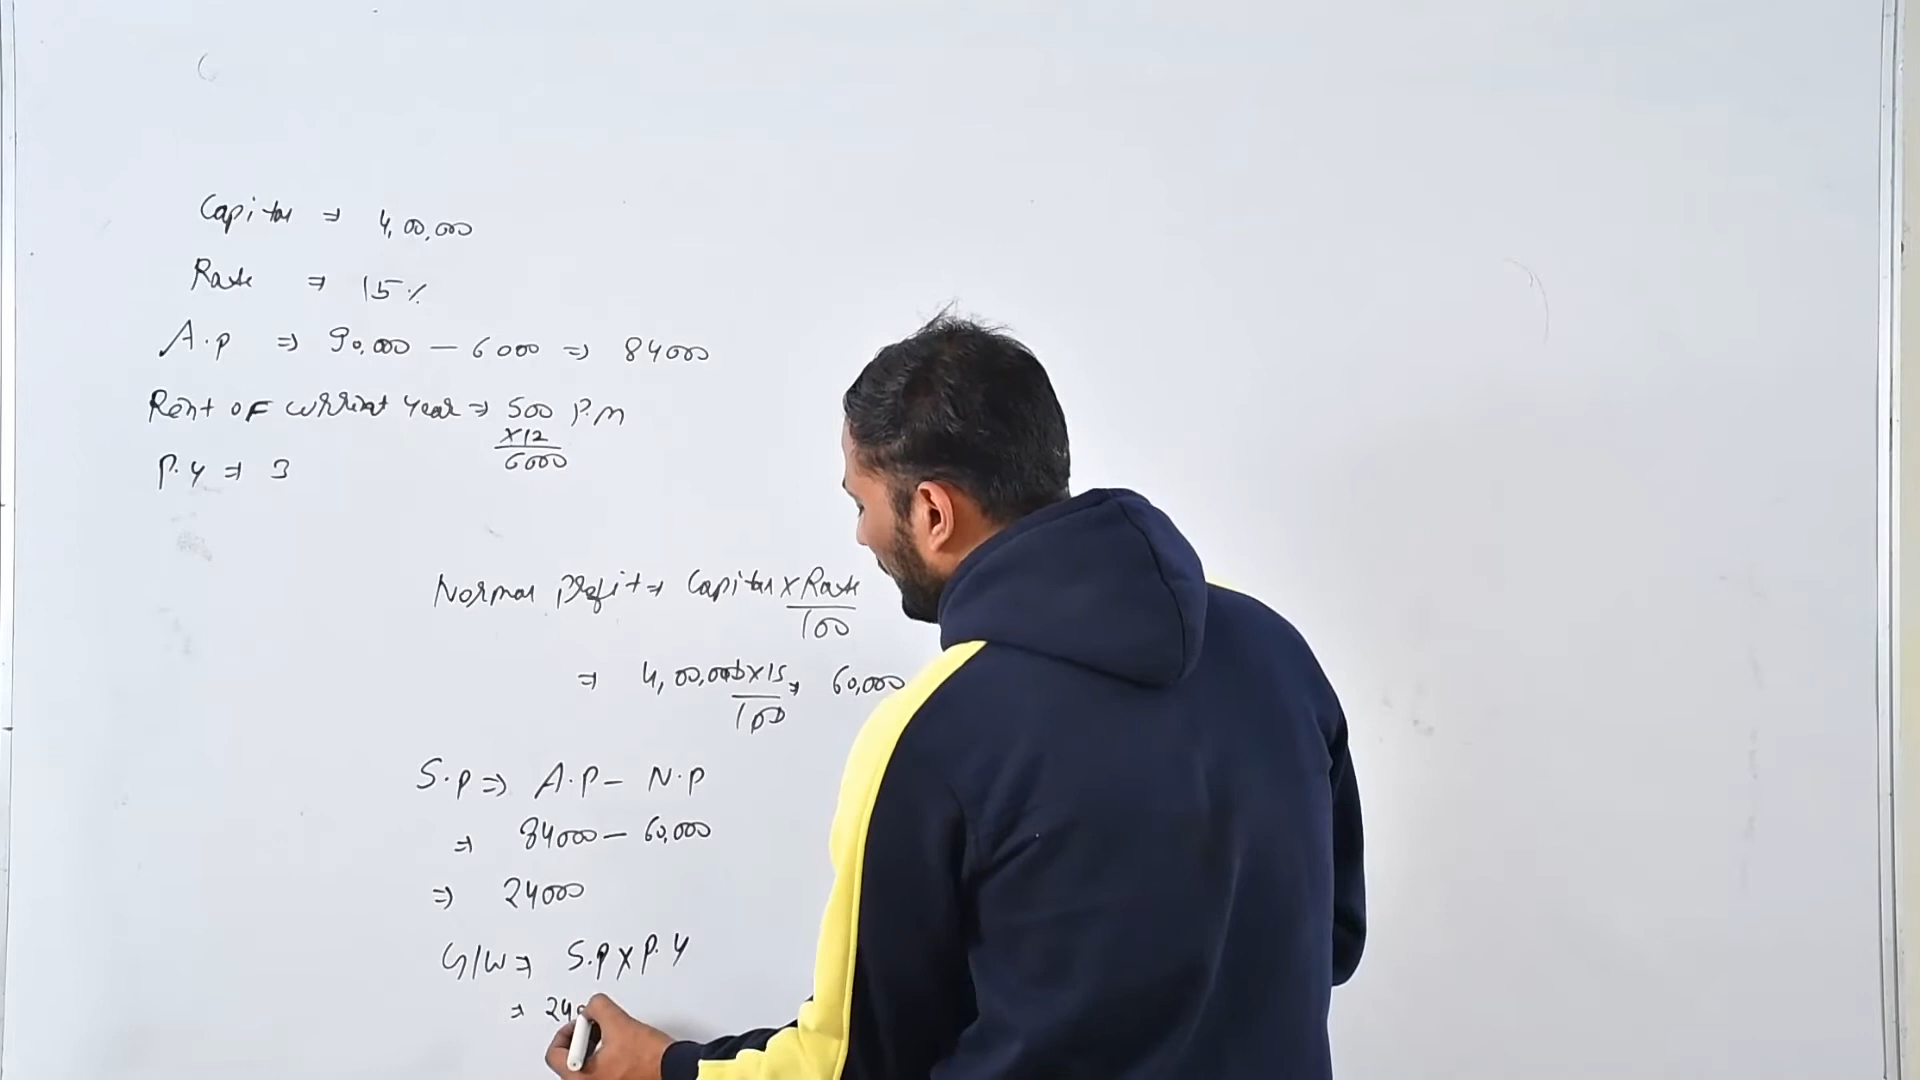 Capital ⇒ 4,00,000
Rate ⇒ 15%
A.P ⇒ 90,000 — 6000 ⇒ 84000
Rent OF current year ⇒ 500 P.M
×12
6000
P.Y ⇒ 3
Normal Profit ⇒ Capital × Rate
100
⇒ 4,00,000×15 ⇒ 60,000
100
S.P ⇒ A.P — N.P
⇒ 84000 — 60,000
⇒ 24000
G/W ⇒ S.P × P.Y
⇒ 240